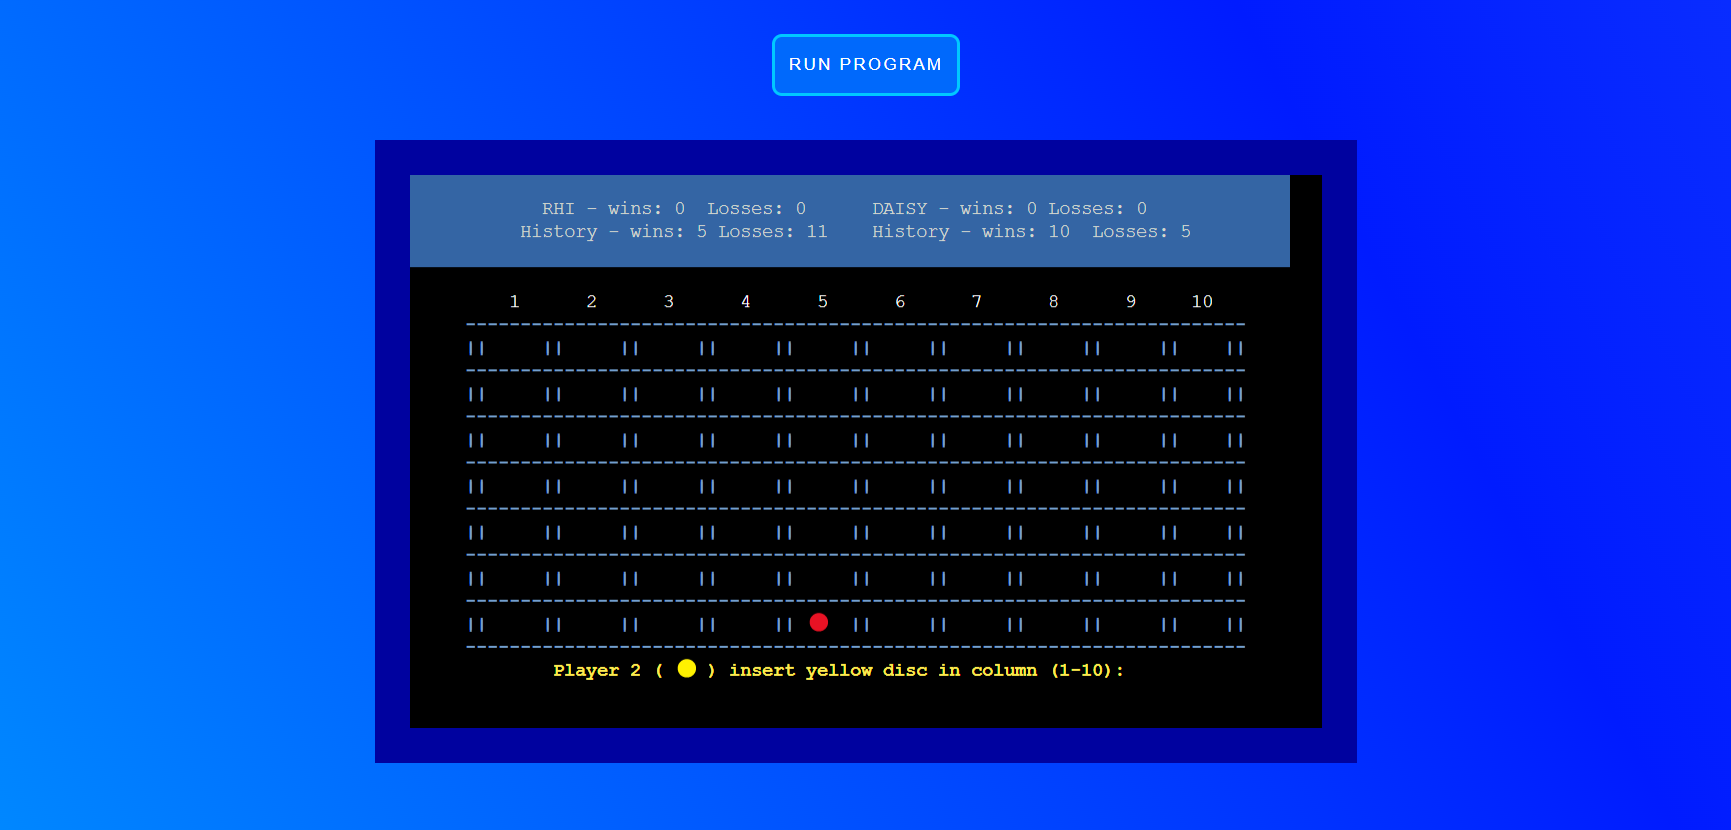 RUN PROGRAM
RHI - wins: 0  Losses: 0      DAISY - wins: 0 Losses: 0
History - wins: 5 Losses: 11    History - wins: 10  Losses: 5
1      2      3      4      5      6      7      8      9     10
-----------------------------------------------------------------------
||     ||     ||     ||     ||     ||     ||     ||     ||     ||    ||
-----------------------------------------------------------------------
||     ||     ||     ||     ||     ||     ||     ||     ||     ||    ||
-----------------------------------------------------------------------
||     ||     ||     ||     ||     ||     ||     ||     ||     ||    ||
-----------------------------------------------------------------------
||     ||     ||     ||     ||     ||     ||     ||     ||     ||    ||
-----------------------------------------------------------------------
||     ||     ||     ||     ||     ||     ||     ||     ||     ||    ||
-----------------------------------------------------------------------
||     ||     ||     ||     ||     ||     ||     ||     ||     ||    ||
-----------------------------------------------------------------------
||     ||     ||     ||     || 🔴  ||     ||     ||     ||     ||    ||
-----------------------------------------------------------------------
Player 2 ( 🟡 ) insert yellow disc in column (1-10):